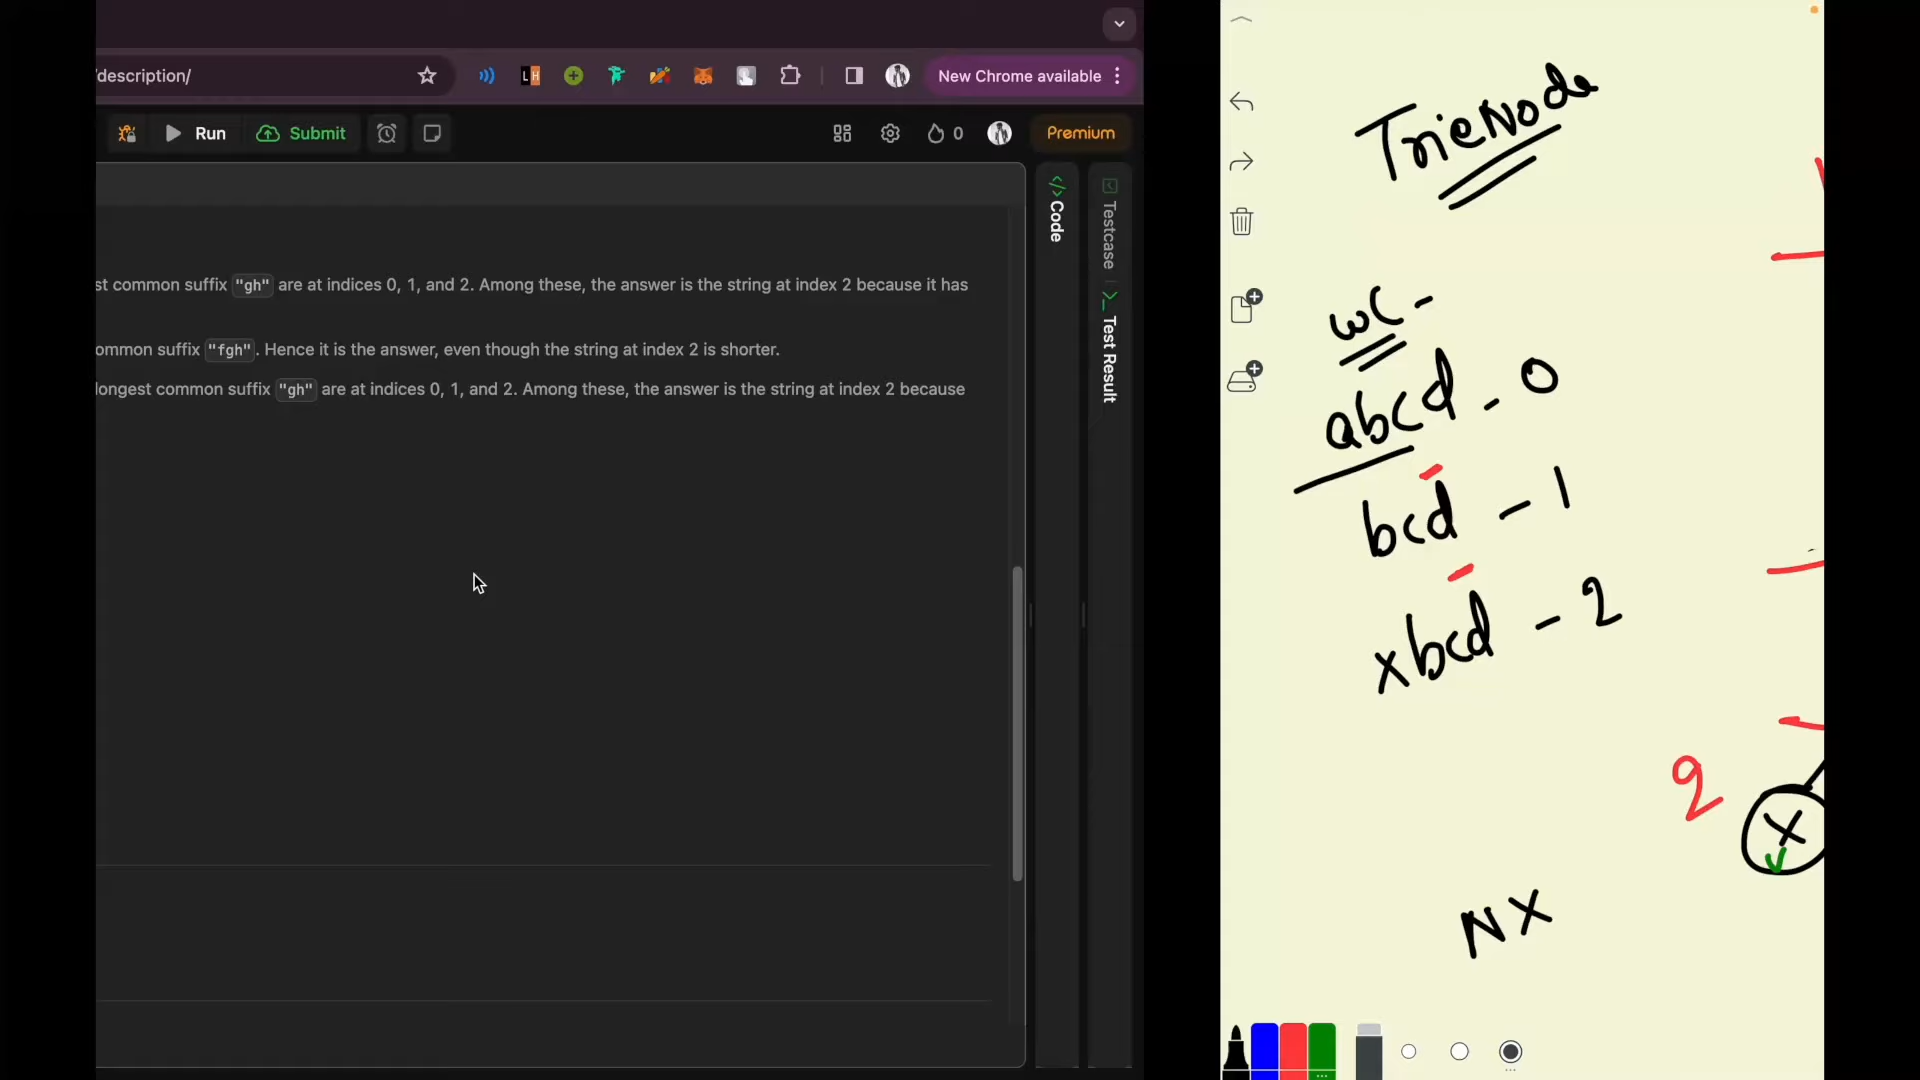 /description/
LH
New Chrome available
Run
Submit
0
Premium
st common suffix "gh" are at indices 0, 1, and 2. Among these, the answer is the string at index 2 because it has
ommon suffix "fgh". Hence it is the answer, even though the string at index 2 is shorter.
longest common suffix "gh" are at indices 0, 1, and 2. Among these, the answer is the string at index 2 because
Code
Testcase
Test Result
TrieNode
wc -
abcd - 0
bcd - 1
xbcd - 2
2
X
NX